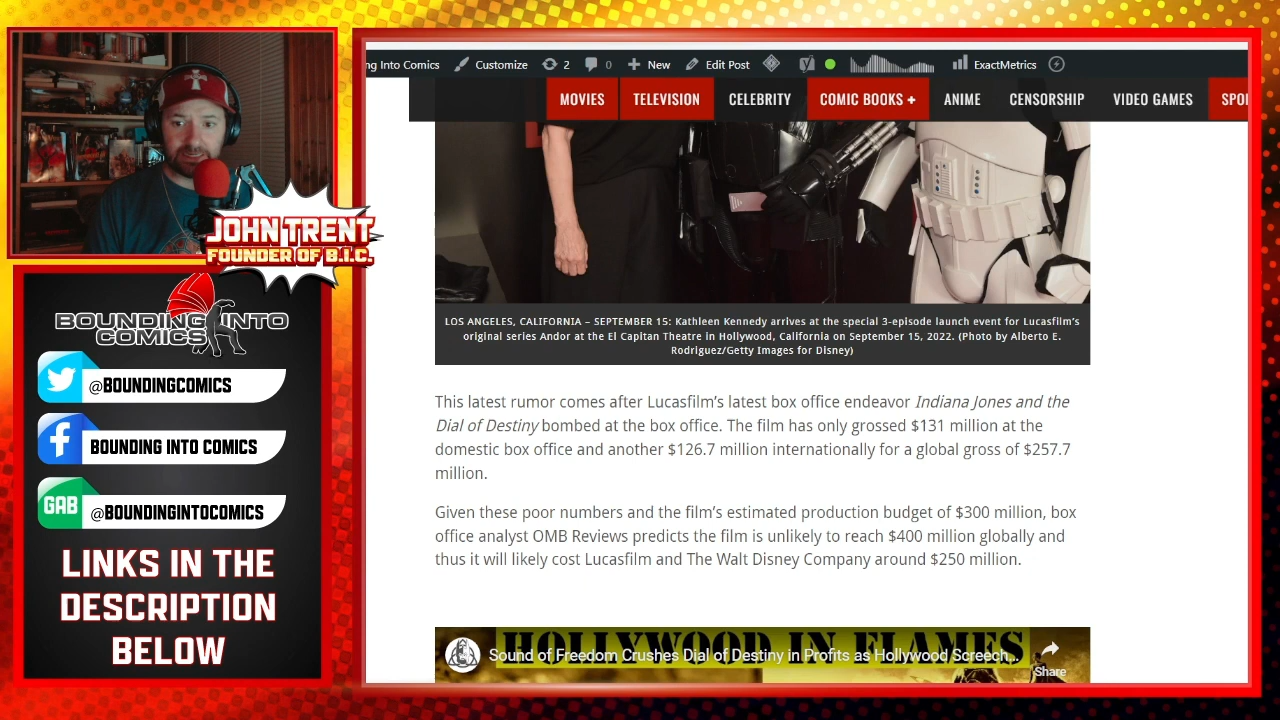 JOHN TRENT
FOUNDER OF B.I.C.
BOUNDING INTO
COMICS
@BOUNDINGCOMICS
BOUNDING INTO COMICS
GAB
@BOUNDINGINTOCOMICS
LINKS IN THE
DESCRIPTION
BELOW
ng Into Comics Customize 2 0 New Edit Post ExactMetrics
MOVIES TELEVISION CELEBRITY COMIC BOOKS + ANIME CENSORSHIP VIDEO GAMES SPO
LOS ANGELES, CALIFORNIA – SEPTEMBER 15: Kathleen Kennedy arrives at the special 3-episode launch event for Lucasfilm's
original series Andor at the El Capitan Theatre in Hollywood, California on September 15, 2022. (Photo by Alberto E.
Rodriguez/Getty Images for Disney)
This latest rumor comes after Lucasfilm's latest box office endeavor Indiana Jones and the
Dial of Destiny bombed at the box office. The film has only grossed $131 million at the
domestic box office and another $126.7 million internationally for a global gross of $257.7
million.
Given these poor numbers and the film's estimated production budget of $300 million, box
office analyst OMB Reviews predicts the film is unlikely to reach $400 million globally and
thus it will likely cost Lucasfilm and The Walt Disney Company around $250 million.
HOLLYWOOD IN FLAMES
Sound of Freedom Crushes Dial of Destiny in Profits as Hollywood Screech...
Share